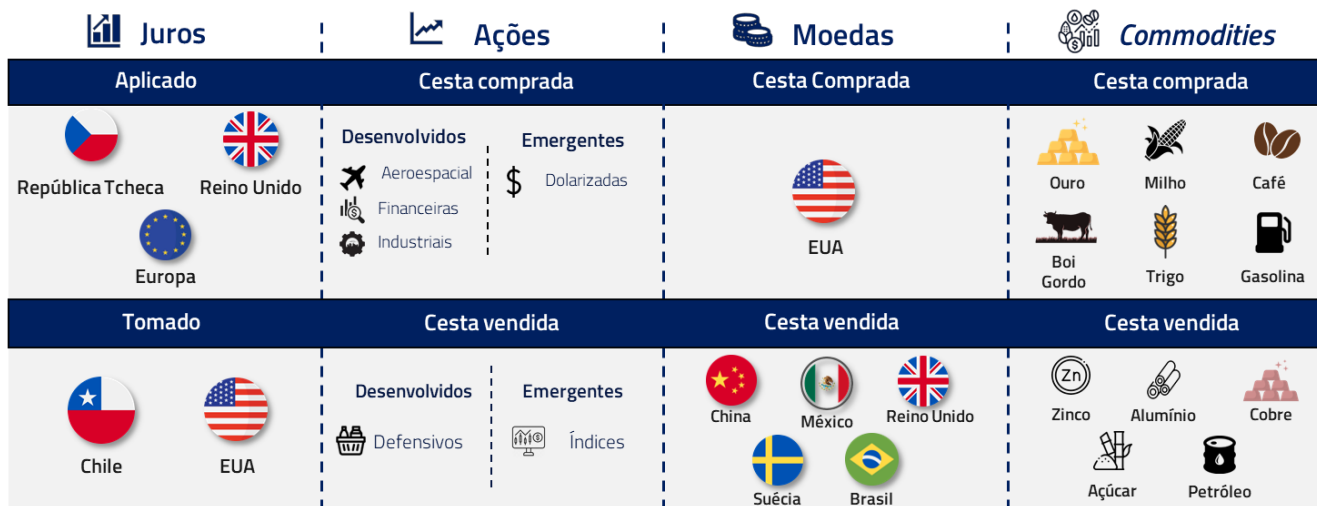 Juros
Ações
Moedas
Commodities
Aplicado
Cesta comprada
Cesta Comprada
Cesta comprada
República Tcheca
Reino Unido
Europa
Desenvolvidos
Aeroespacial
Financeiras
Industriais
Emergentes
$ Dolarizadas
EUA
Ouro
Milho
Café
Boi
Gordo
Trigo
Gasolina
Tomado
Cesta vendida
Cesta vendida
Cesta vendida
Chile
EUA
Desenvolvidos
Defensivos
Emergentes
Índices
China
México
Reino Unido
Suécia
Brasil
Zn
Zinco
Alumínio
Cobre
Açúcar
Petróleo